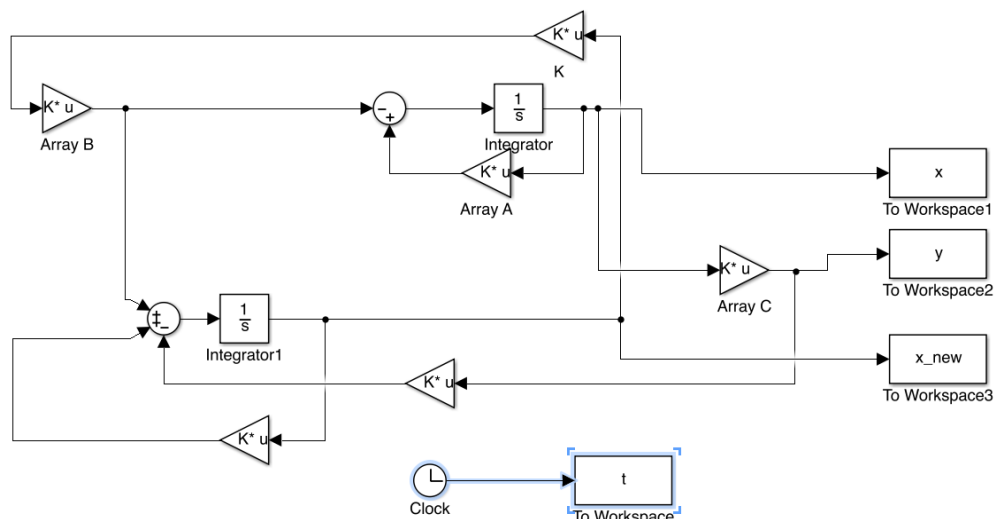 K* u
K
K* u
Array B
− +
1
s
Integrator
K* u
Array A
x
To Workspace1
y
To Workspace2
K* u
Array C
1
s
Integrator1
x_new
To Workspace3
K* u
K* u
Clock
t
To Workspace